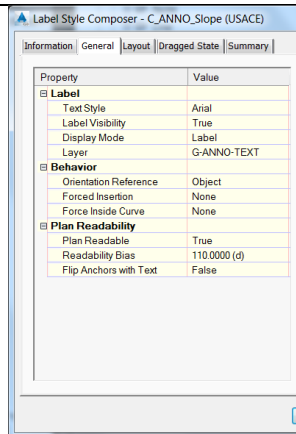 Label Style Composer - C_ANNO_Slope (USACE)
Information General Layout Dragged State Summary
Property Value
Label
Text Style Arial
Label Visibility True
Display Mode Label
Layer G-ANNO-TEXT
Behavior
Orientation Reference Object
Forced Insertion None
Force Inside Curve None
Plan Readability
Plan Readable True
Readability Bias 110.0000 (d)
Flip Anchors with Text False